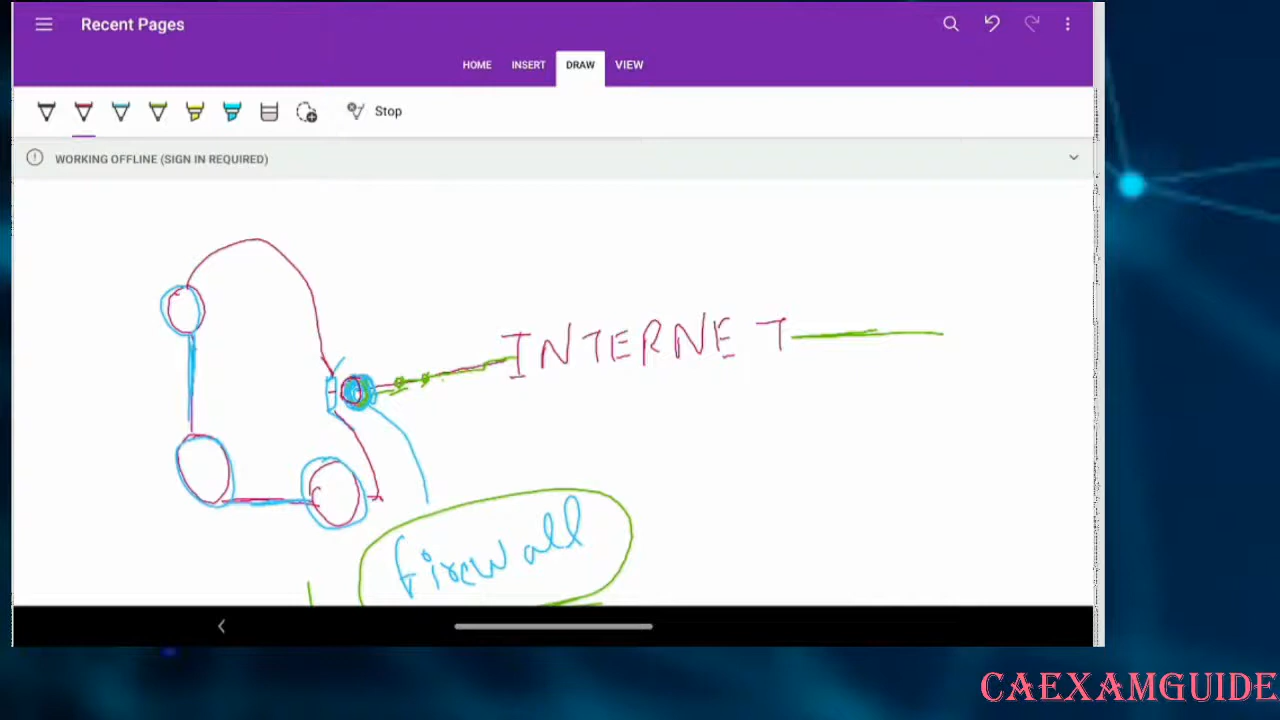 Recent Pages
HOME INSERT DRAW VIEW
Stop
WORKING OFFLINE (SIGN IN REQUIRED)
INTERNET
firewall
CAEXAMGUIDE